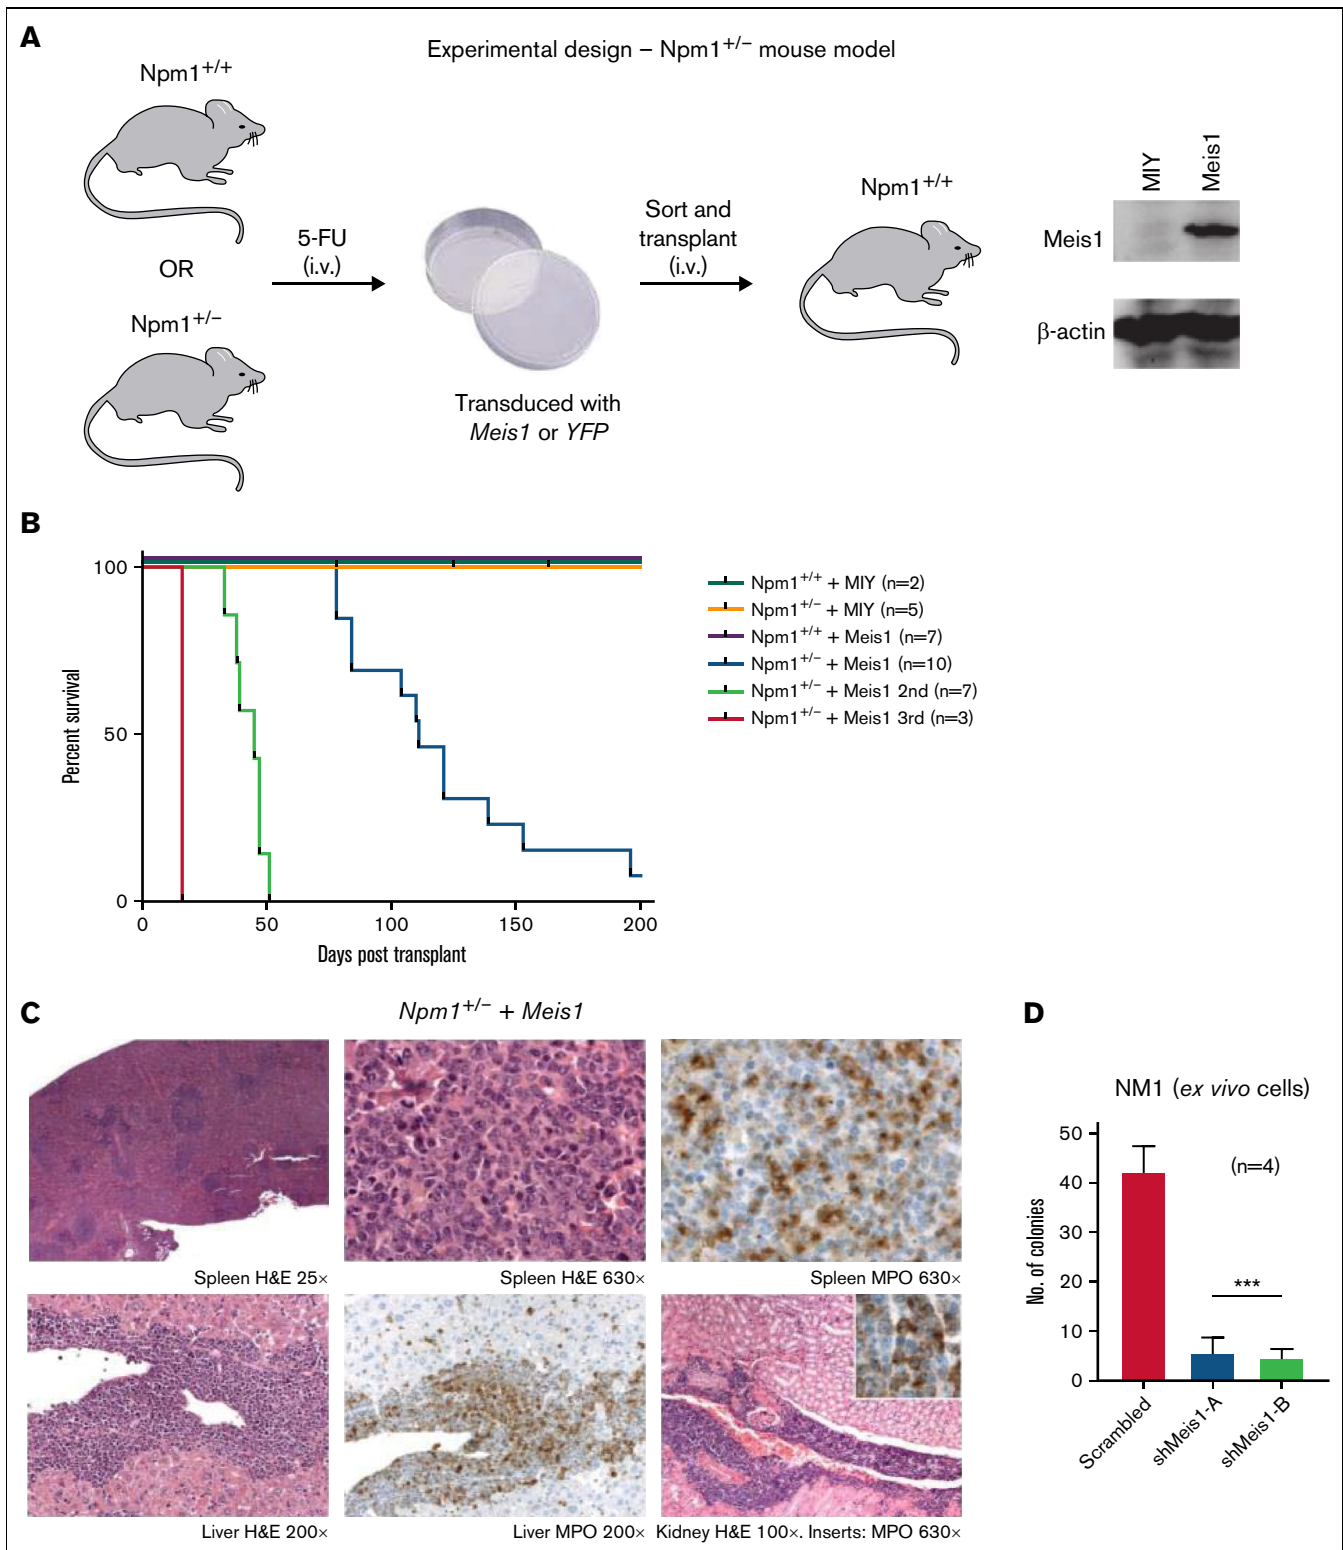 A
Experimental design – Npm1+/– mouse model
Npm1+/+
OR
Npm1+/–
5-FU
(i.v.)
Transduced with
Meis1 or YFP
Sort and
transplant
(i.v.)
Npm1+/+
MIY
Meis1
Meis1
β-actin
B
Percent survival
100
50
0
0
50
100
150
200
Days post transplant
Npm1+/+ + MIY (n=2)
Npm1+/– + MIY (n=5)
Npm1+/+ + Meis1 (n=7)
Npm1+/– + Meis1 (n=10)
Npm1+/– + Meis1 2nd (n=7)
Npm1+/– + Meis1 3rd (n=3)
C
Npm1+/– + Meis1
Spleen H&E 25×
Spleen H&E 630×
Spleen MPO 630×
Liver H&E 200×
Liver MPO 200×
Kidney H&E 100×. Inserts: MPO 630×
D
NM1 (ex vivo cells)
(n=4)
No. of colonies
50
40
30
20
10
0
***
Scrambled
shMeis1-A
shMeis1-B